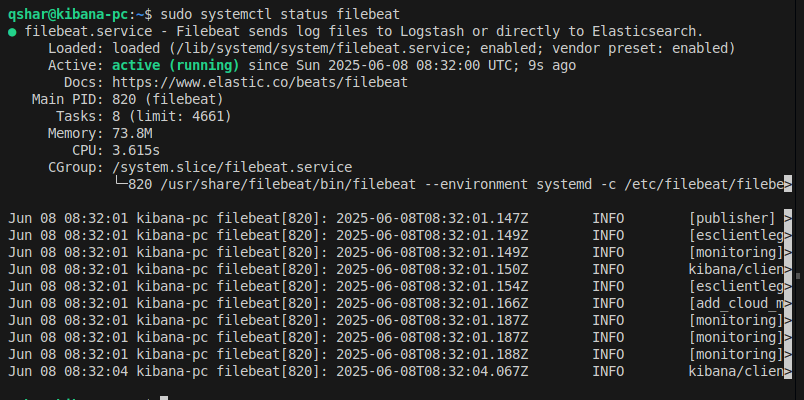 qshar@kibana-pc:~$ sudo systemctl status filebeat
● filebeat.service - Filebeat sends log files to Logstash or directly to Elasticsearch.
     Loaded: loaded (/lib/systemd/system/filebeat.service; enabled; vendor preset: enabled)
     Active: active (running) since Sun 2025-06-08 08:32:00 UTC; 9s ago
       Docs: https://www.elastic.co/beats/filebeat
   Main PID: 820 (filebeat)
      Tasks: 8 (limit: 4661)
     Memory: 73.8M
        CPU: 3.615s
     CGroup: /system.slice/filebeat.service
             └─820 /usr/share/filebeat/bin/filebeat --environment systemd -c /etc/filebeat/filebe>
Jun 08 08:32:01 kibana-pc filebeat[820]: 2025-06-08T08:32:01.147Z        INFO        [publisher] >
Jun 08 08:32:01 kibana-pc filebeat[820]: 2025-06-08T08:32:01.149Z        INFO        [esclientleg>
Jun 08 08:32:01 kibana-pc filebeat[820]: 2025-06-08T08:32:01.149Z        INFO        [monitoring]>
Jun 08 08:32:01 kibana-pc filebeat[820]: 2025-06-08T08:32:01.150Z        INFO        kibana/clien>
Jun 08 08:32:01 kibana-pc filebeat[820]: 2025-06-08T08:32:01.154Z        INFO        [esclientleg>
Jun 08 08:32:01 kibana-pc filebeat[820]: 2025-06-08T08:32:01.166Z        INFO        [add_cloud_m>
Jun 08 08:32:01 kibana-pc filebeat[820]: 2025-06-08T08:32:01.187Z        INFO        [monitoring]>
Jun 08 08:32:01 kibana-pc filebeat[820]: 2025-06-08T08:32:01.187Z        INFO        [monitoring]>
Jun 08 08:32:01 kibana-pc filebeat[820]: 2025-06-08T08:32:01.188Z        INFO        [monitoring]>
Jun 08 08:32:04 kibana-pc filebeat[820]: 2025-06-08T08:32:04.067Z        INFO        kibana/clien>